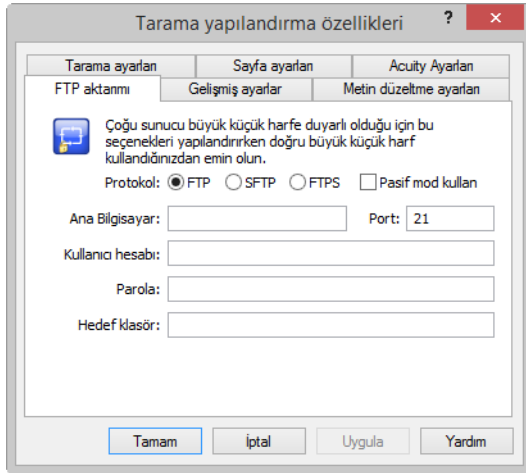 Tarama yapılandırma özellikleri
?
Tarama ayarları
Sayfa ayarları
Acuity Ayarları
FTP aktarımı
Gelişmiş ayarlar
Metin düzeltme ayarları
Çoğu sunucu büyük küçük harfe duyarlı olduğu için bu
seçenekleri yapılandırırken doğru büyük küçük harf
kullandığınızdan emin olun.
Protokol: FTP SFTP FTPS Pasif mod kullan
Ana Bilgisayar: Port: 21
Kullanıcı hesabı:
Parola:
Hedef klasör:
Tamam
İptal
Uygula
Yardım